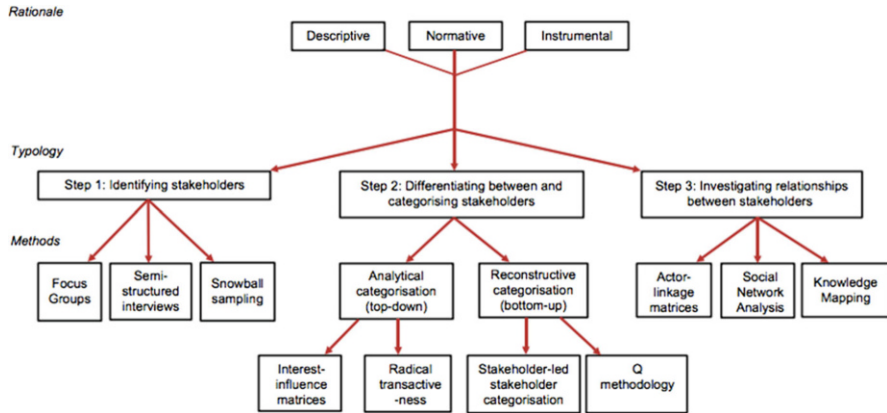 Rationale
Descriptive
Normative
Instrumental
Typology
Step 1: Identifying stakeholders
Step 2: Differentiating between and
categorising stakeholders
Step 3: Investigating relationships
between stakeholders
Methods
Focus
Groups
Semi-
structured
interviews
Snowball
sampling
Analytical
categorisation
(top-down)
Reconstructive
categorisation
(bottom-up)
Actor-
linkage
matrices
Social
Network
Analysis
Knowledge
Mapping
Interest-
influence
matrices
Radical
transactive
-ness
Stakeholder-led
stakeholder
categorisation
Q
methodology